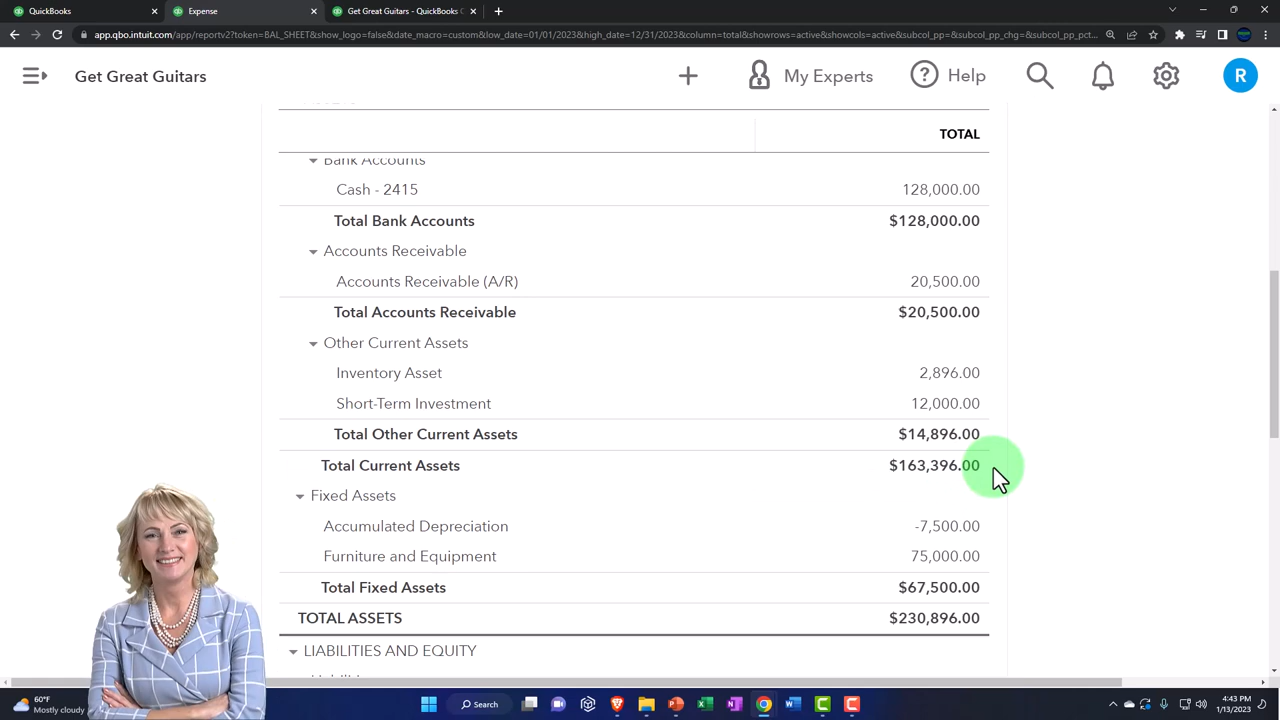 QuickBooks
Expense
Get Great Guitars - QuickBooks
app.qbo.intuit.com/app/reportv2?token=BAL_SHEET&show_logo=false&date_macro=custom&low_date=01/01/2023&high_date=12/31/2023&column=total&showrows=active&showcols=active&subcol_pp=&subcol_pp_chg=&subcol_pp_pct...
Get Great Guitars
My Experts
Help
R
TOTAL
Bank Accounts
Cash - 2415 128,000.00
Total Bank Accounts $128,000.00
Accounts Receivable
Accounts Receivable (A/R) 20,500.00
Total Accounts Receivable $20,500.00
Other Current Assets
Inventory Asset 2,896.00
Short-Term Investment 12,000.00
Total Other Current Assets $14,896.00
Total Current Assets $163,396.00
Fixed Assets
Accumulated Depreciation -7,500.00
Furniture and Equipment 75,000.00
Total Fixed Assets $67,500.00
TOTAL ASSETS $230,896.00
LIABILITIES AND EQUITY
60°F
Mostly cloudy
Search
4:43 PM
1/13/2023